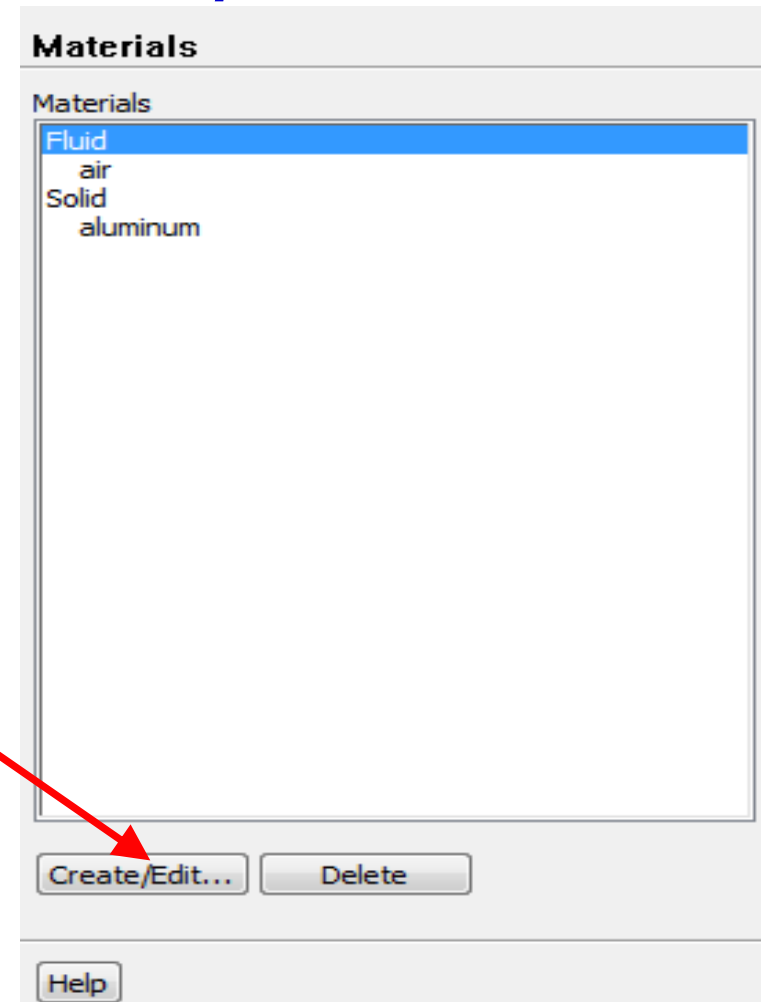 Materials
Materials
Fluid
air
Solid
aluminum
Create/Edit... Delete
Help